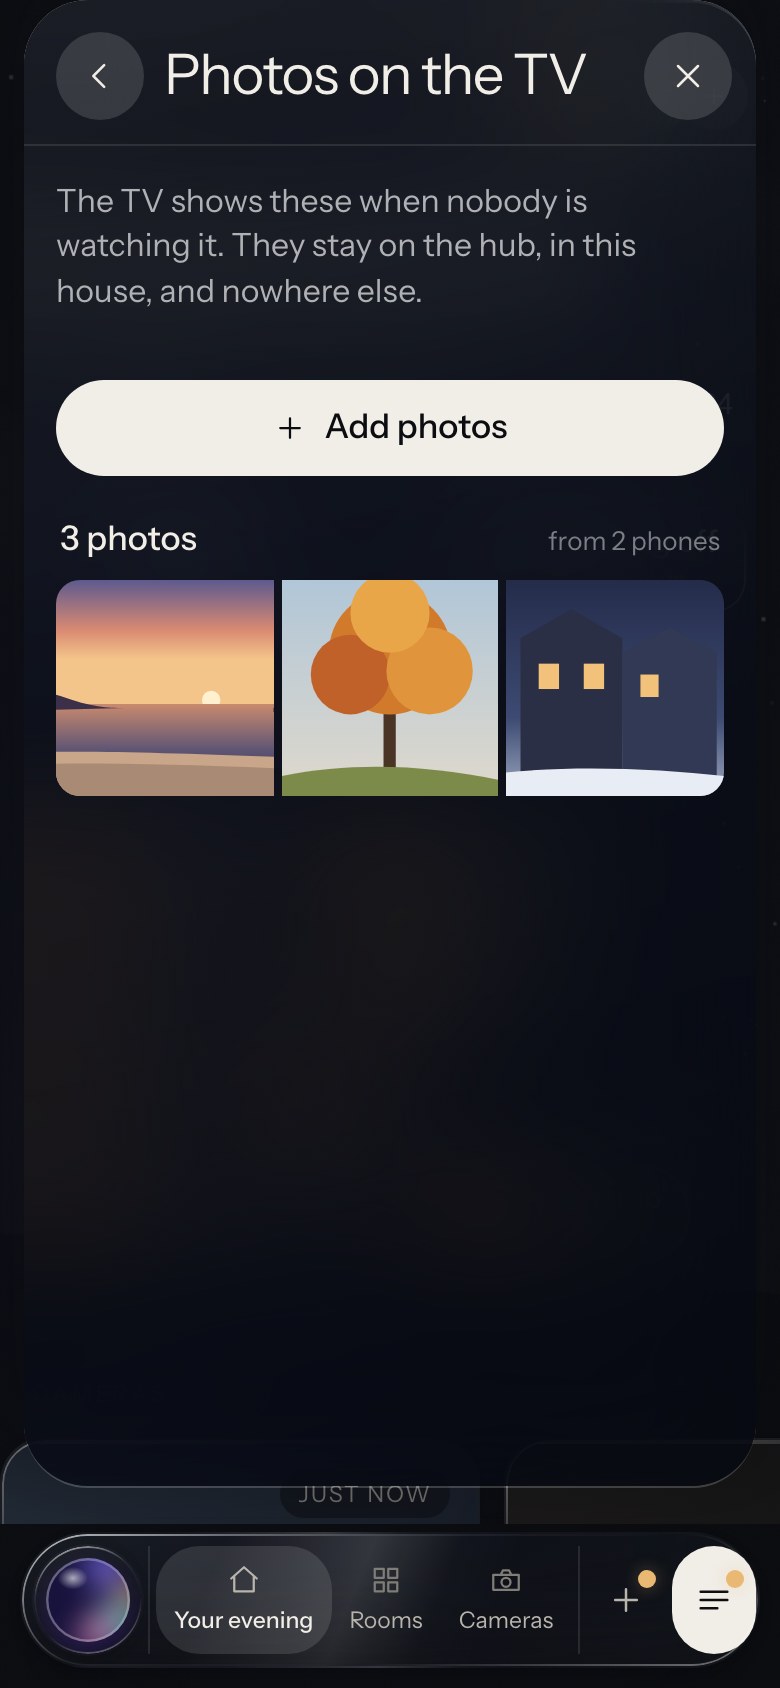 Photos on the TV
The TV shows these when nobody is
watching it. They stay on the hub, in this
house, and nowhere else.
Add photos
3 photos
from 2 phones
JUST NOW
Your evening
Rooms
Cameras